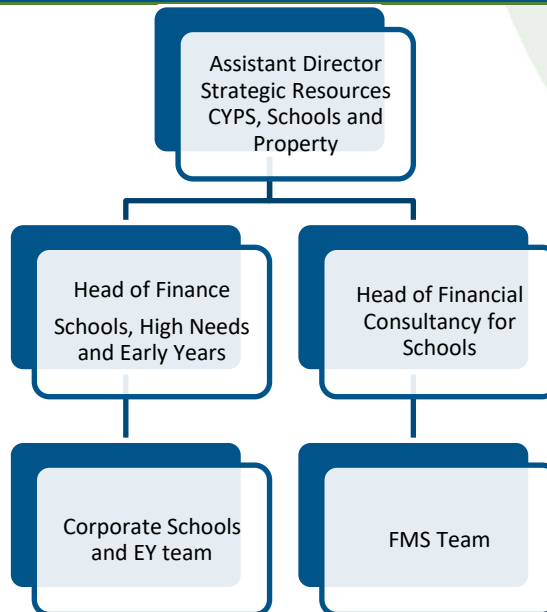 Assistant Director
Strategic Resources
CYPS, Schools and
Property
Head of Finance
Schools, High Needs
and Early Years
Head of Financial
Consultancy for
Schools
Corporate Schools
and EY team
FMS Team